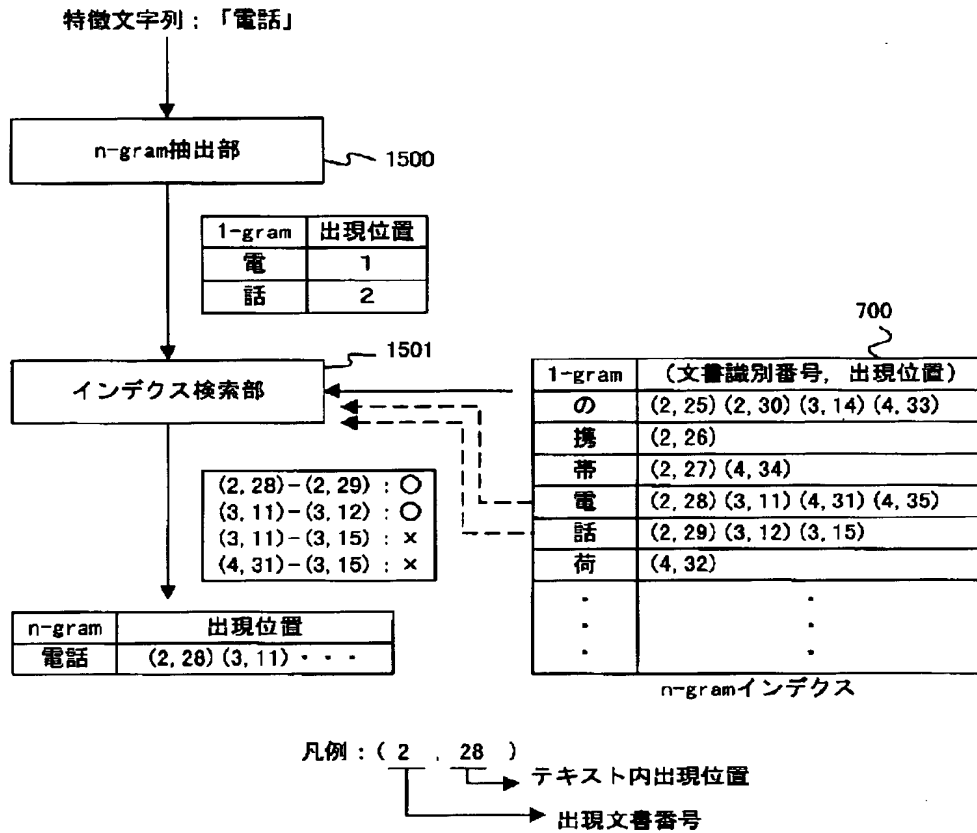 特徴文字列：「電話」
n-gram抽出部
1500
1-gram 出現位置
電 1
話 2
1501
インデクス検索部
700
1-gram (文書識別番号, 出現位置)
の (2, 25) (2, 30) (3, 14) (4, 33)
携 (2, 26)
帯 (2, 27) (4, 34)
電 (2, 28) (3, 11) (4, 31) (4, 35)
話 (2, 29) (3, 12) (3, 15)
荷 (4, 32)
・ ・
・ ・
・ ・
n-gramインデクス
(2, 28)-(2, 29)：○
(3, 11)-(3, 12)：○
(3, 11)-(3, 15)：×
(4, 31)-(3, 15)：×
n-gram 出現位置
電話 (2, 28) (3, 11)・・・
凡例：( 2 , 28 )
テキスト内出現位置
出現文書番号